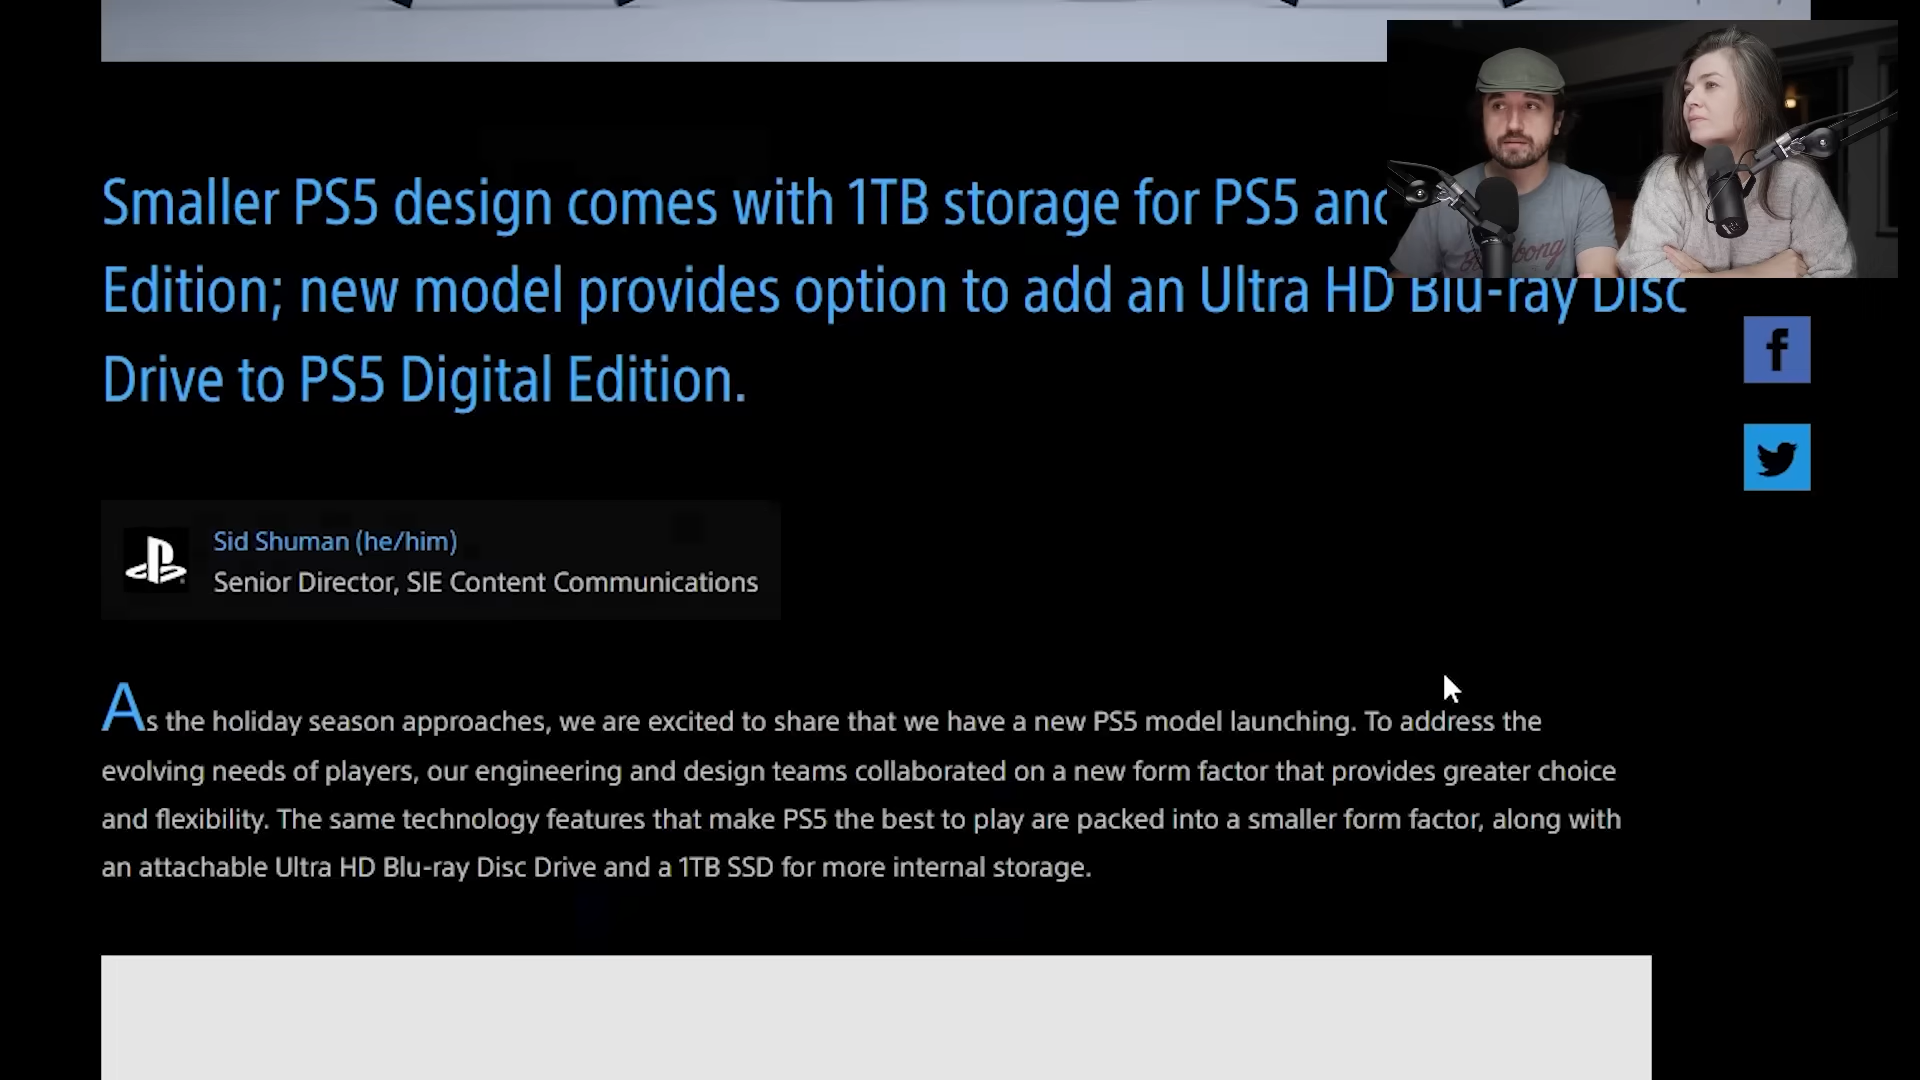 Smaller PS5 design comes with 1TB storage for PS5 and
Edition; new model provides option to add an Ultra HD Blu-ray Disc
Drive to PS5 Digital Edition.
Sid Shuman (he/him)
Senior Director, SIE Content Communications
As the holiday season approaches, we are excited to share that we have a new PS5 model launching. To address the
evolving needs of players, our engineering and design teams collaborated on a new form factor that provides greater choice
and flexibility. The same technology features that make PS5 the best to play are packed into a smaller form factor, along with
an attachable Ultra HD Blu-ray Disc Drive and a 1TB SSD for more internal storage.